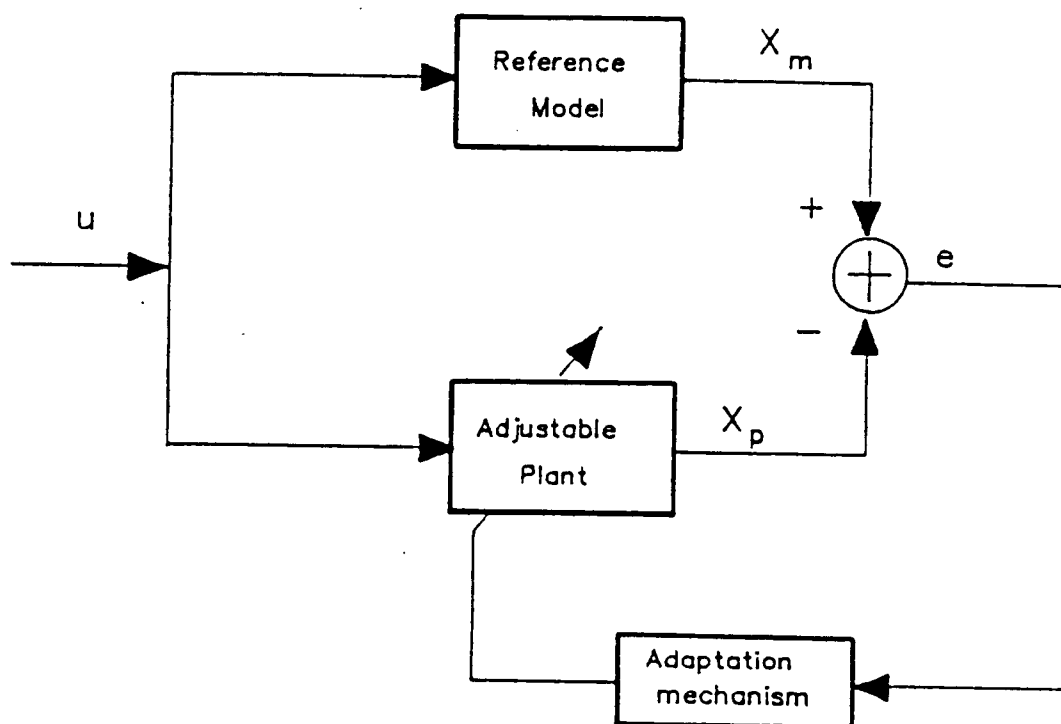 Reference
Model
X_m
u
+
e
−
Adjustable
Plant
X_p
Adaptation
mechanism